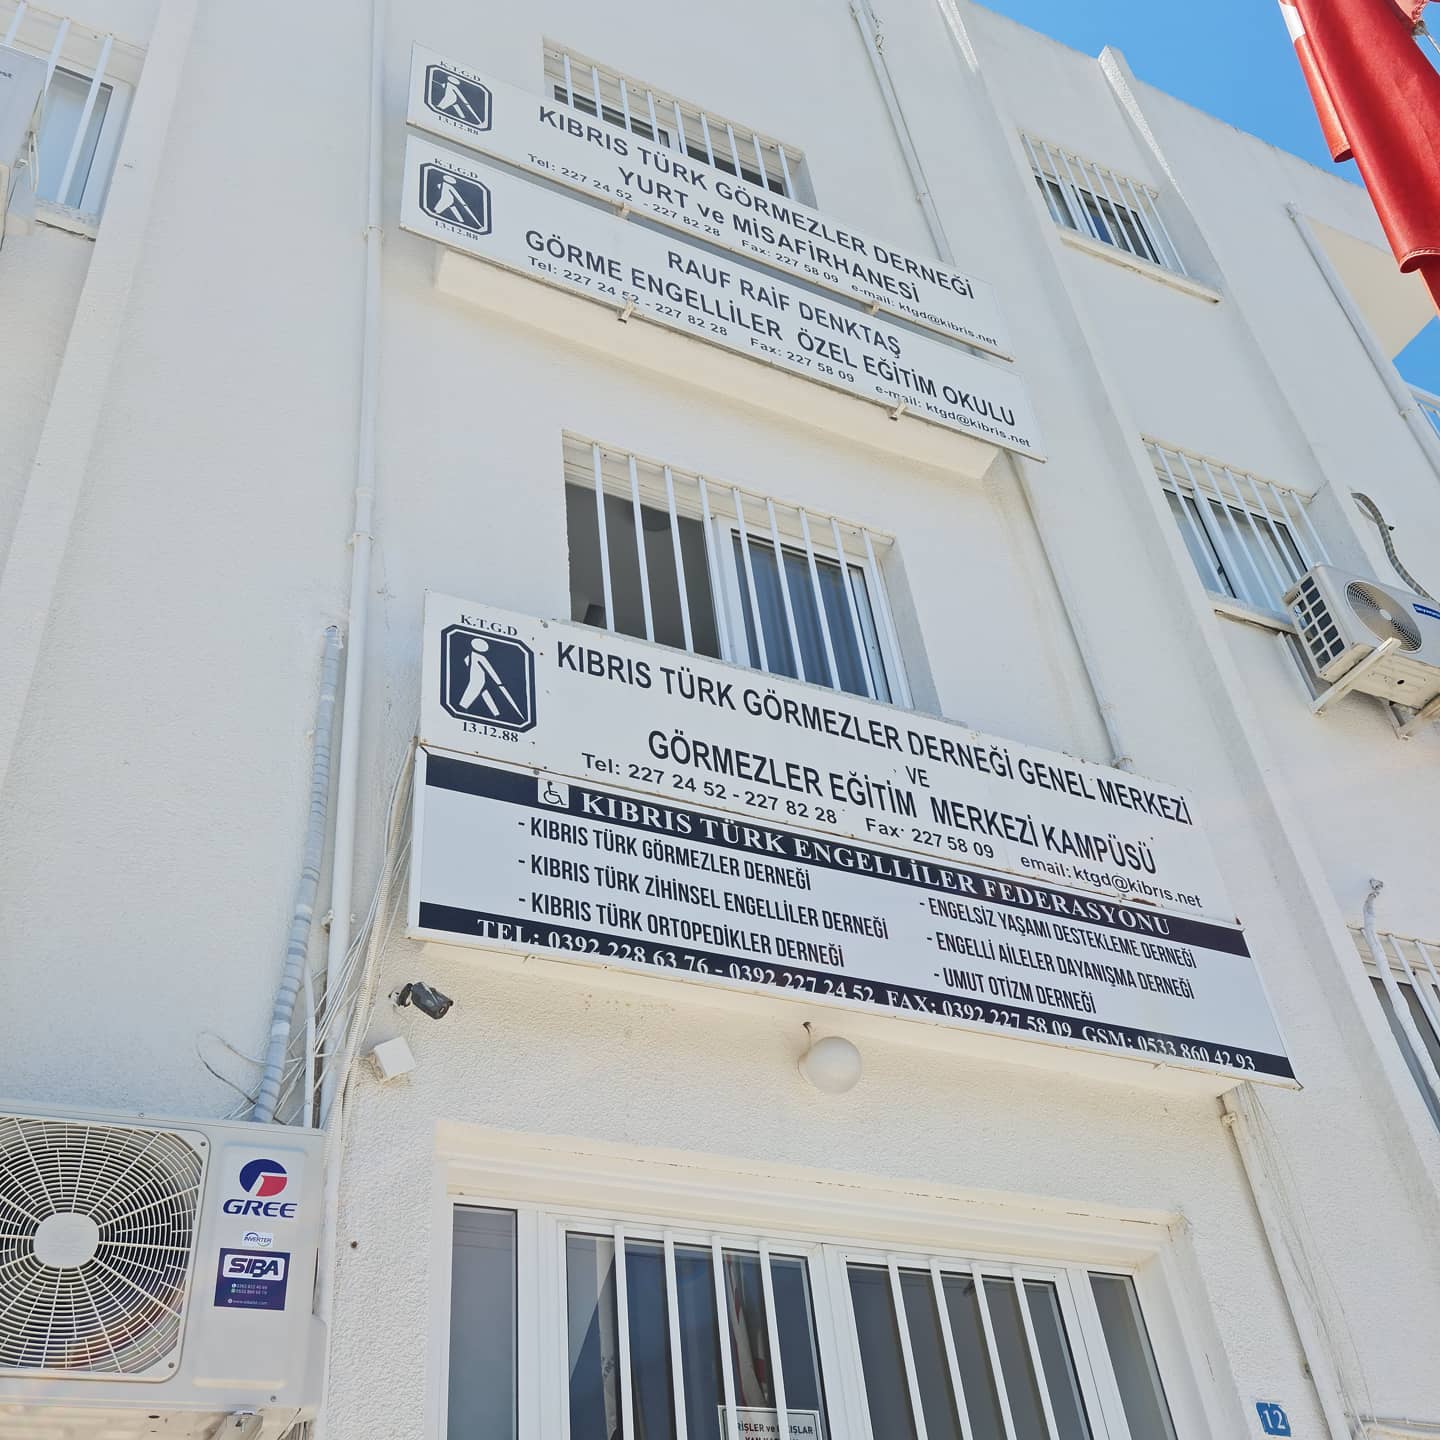 K.T.G.D
13.12.88
KIBRIS TÜRK GÖRMEZLER DERNEĞİ
YURT ve MİSAFİRHANESİ
Tel: 227 24 52 - 227 82 28 Fax: 227 58 09 e-mail: ktgd@kibris.net
K.T.G.D
13.12.88
RAUF RAİF DENKTAŞ
GÖRME ENGELLİLER ÖZEL EĞİTİM OKULU
Tel: 227 24 52 - 227 82 28 Fax: 227 58 09 e-mail: ktgd@kibris.net
K.T.G.D
13.12.88
KIBRIS TÜRK GÖRMEZLER DERNEĞİ GENEL MERKEZİ
VE
GÖRMEZLER EĞİTİM MERKEZİ KAMPÜSÜ
Tel: 227 24 52 - 227 82 28 Fax: 227 58 09 email: ktgd@kibrıs.net
KIBRIS TÜRK ENGELLİLER FEDERASYONU
- KIBRIS TÜRK GÖRMEZLER DERNEĞİ
- KIBRIS TÜRK ZİHİNSEL ENGELLİLER DERNEĞİ
- KIBRIS TÜRK ORTOPEDİKLER DERNEĞİ
- ENGELSİZ YAŞAMI DESTEKLEME DERNEĞİ
- ENGELLİ AİLELER DAYANIŞMA DERNEĞİ
- UMUT OTİZM DERNEĞİ
TEL: 0392 228 63 76 - 0392 227 24 52 FAX: 0392 227 58 09 GSM: 0533 860 42 93
GREE
INVERTER
SIBA
12